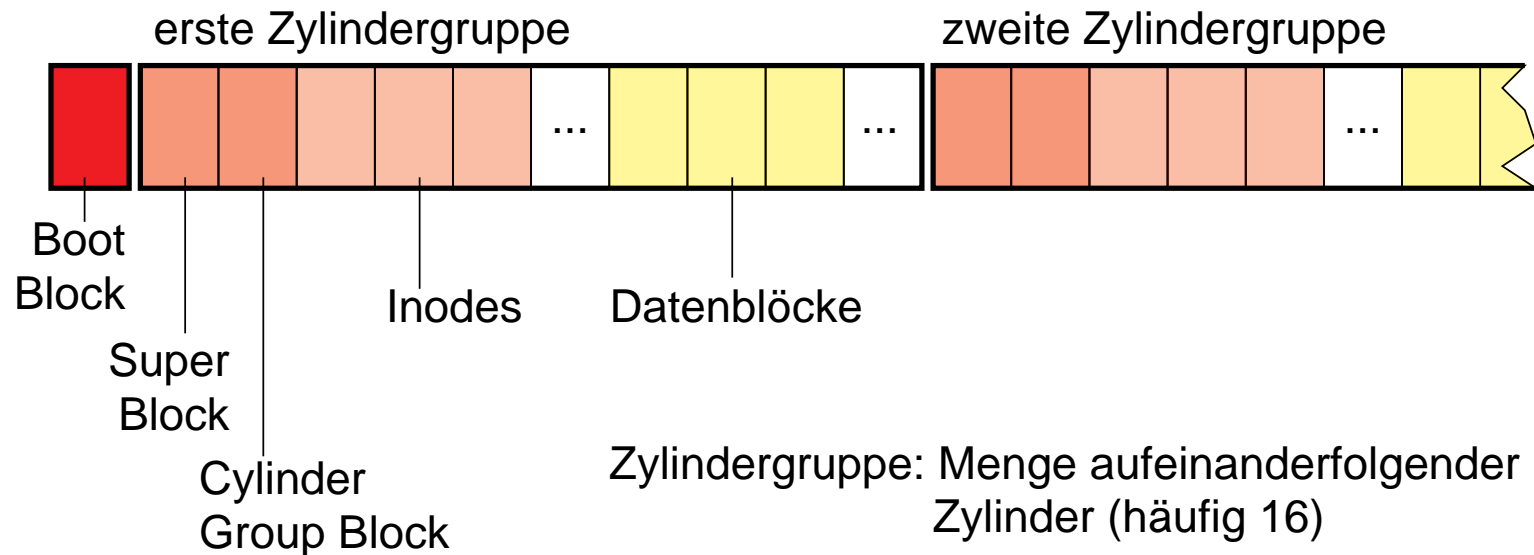 erste Zylindergruppe
zweite Zylindergruppe
...
...
...
Boot
Block
Inodes
Datenblöcke
Super
Block
Cylinder
Group Block
Zylindergruppe: Menge aufeinanderfolgender
Zylinder (häufig 16)